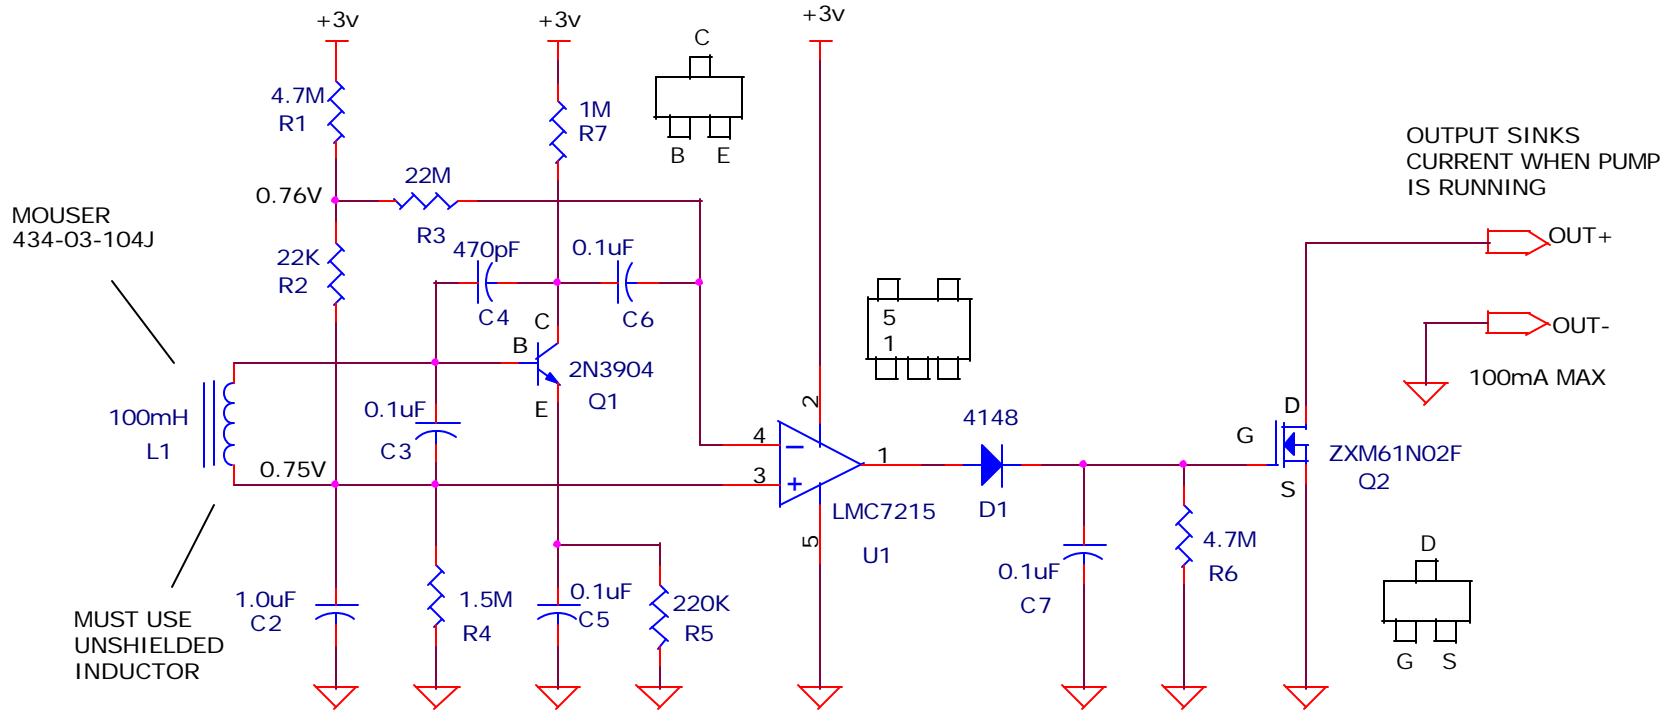 +3v
+3v
+3v
C
4.7M
R1
1M
R7
B E
OUTPUT SINKS
CURRENT WHEN PUMP
IS RUNNING
22M
0.76V
R3
MOUSER
434-03-104J
470pF
0.1uF
OUT+
22K
R2
C4
C6
C
5
1
OUT-
B
2N3904
Q1
100mA MAX
E
2
D
100mH
L1
0.1uF
C3
4148
G
4
1
ZXM61N02F
Q2
0.75V
3
S
LMC7215
D1
U1
5
4.7M
R6
D
0.1uF
C7
1.0uF
C2
1.5M
R4
0.1uF
C5
220K
R5
MUST USE
UNSHIELDED
INDUCTOR
G S